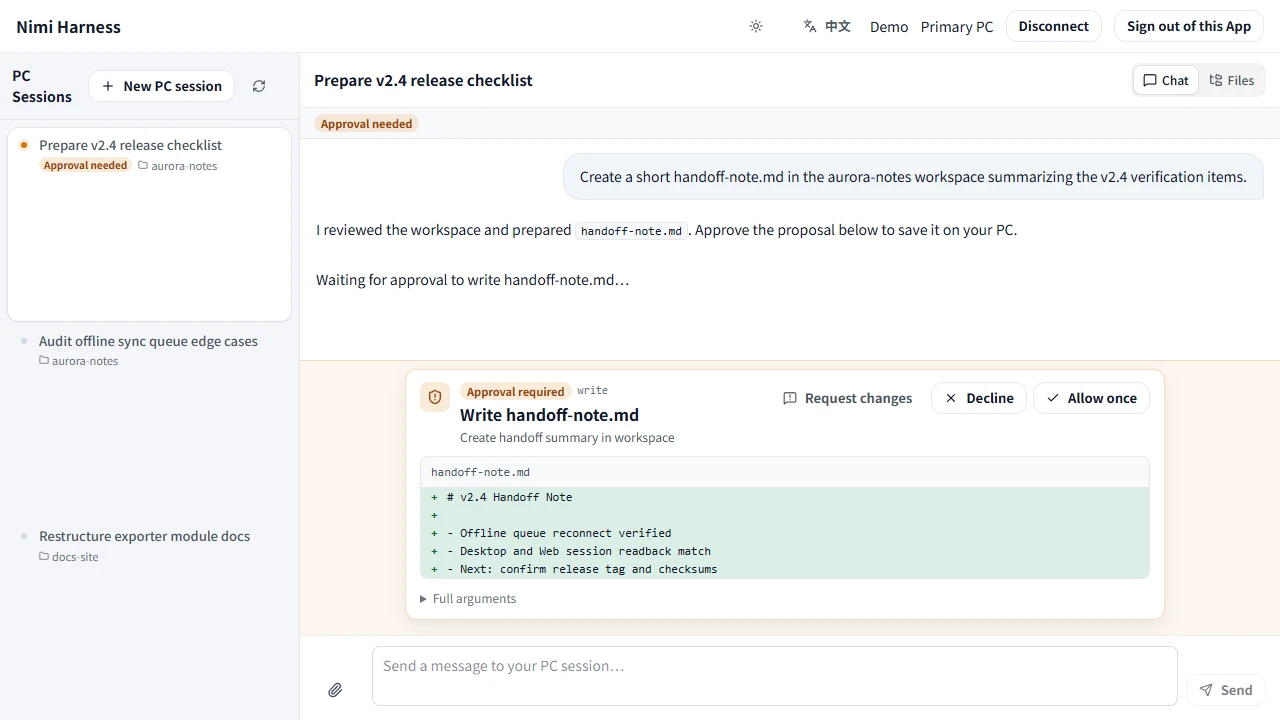 Nimi Harness
中文
Demo
Primary PC
Disconnect
Sign out of this App
PC Sessions
New PC session
Prepare v2.4 release checklist
Approval needed
aurora-notes
Audit offline sync queue edge cases
aurora-notes
Restructure exporter module docs
docs-site
Prepare v2.4 release checklist
Chat
Files
Approval needed
Create a short handoff-note.md in the aurora-notes workspace summarizing the v2.4 verification items.
I reviewed the workspace and prepared handoff-note.md. Approve the proposal below to save it on your PC.
Waiting for approval to write handoff-note.md…
Approval required write
Write handoff-note.md
Create handoff summary in workspace
Request changes
Decline
Allow once
handoff-note.md
+ # v2.4 Handoff Note
+
+ - Offline queue reconnect verified
+ - Desktop and Web session readback match
+ - Next: confirm release tag and checksums
Full arguments
Send a message to your PC session…
Send